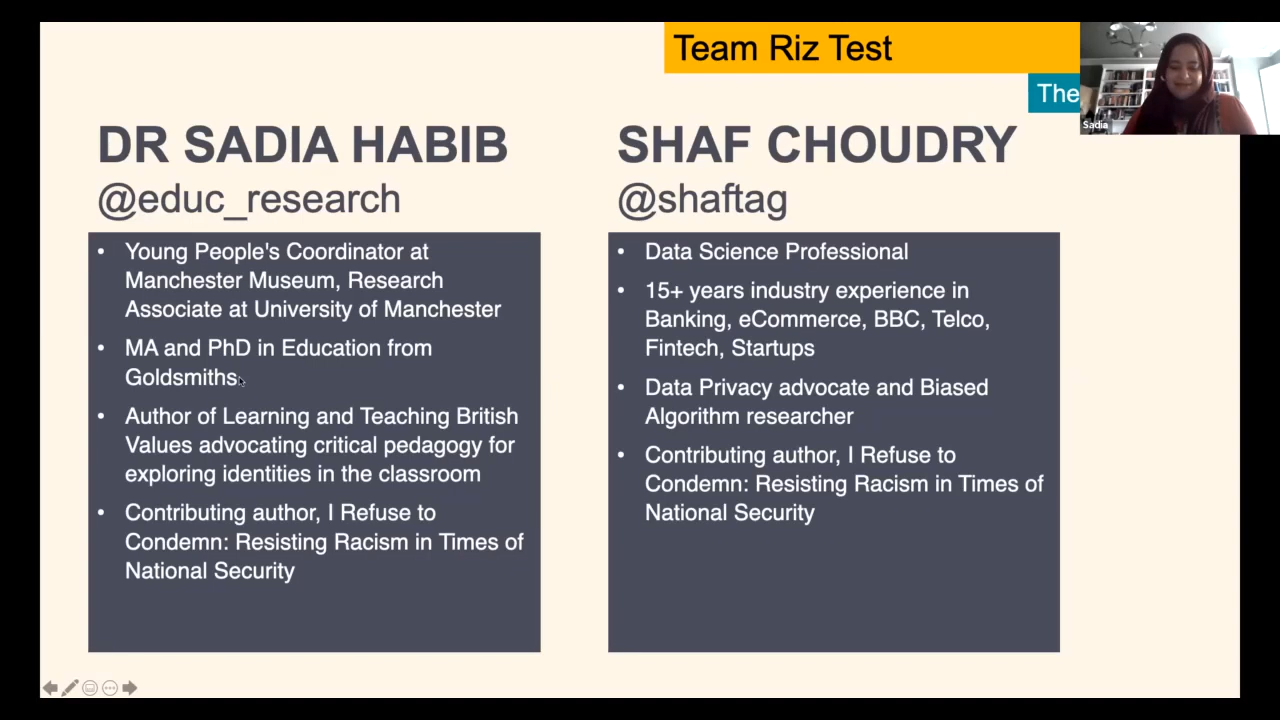 Team Riz Test
The
Sadia
DR SADIA HABIB
@educ_research
• Young People's Coordinator at
Manchester Museum, Research
Associate at University of Manchester
• MA and PhD in Education from
Goldsmiths.
• Author of Learning and Teaching British
Values advocating critical pedagogy for
exploring identities in the classroom
• Contributing author, I Refuse to
Condemn: Resisting Racism in Times of
National Security
SHAF CHOUDRY
@shaftag
• Data Science Professional
• 15+ years industry experience in
Banking, eCommerce, BBC, Telco,
Fintech, Startups
• Data Privacy advocate and Biased
Algorithm researcher
• Contributing author, I Refuse to
Condemn: Resisting Racism in Times of
National Security